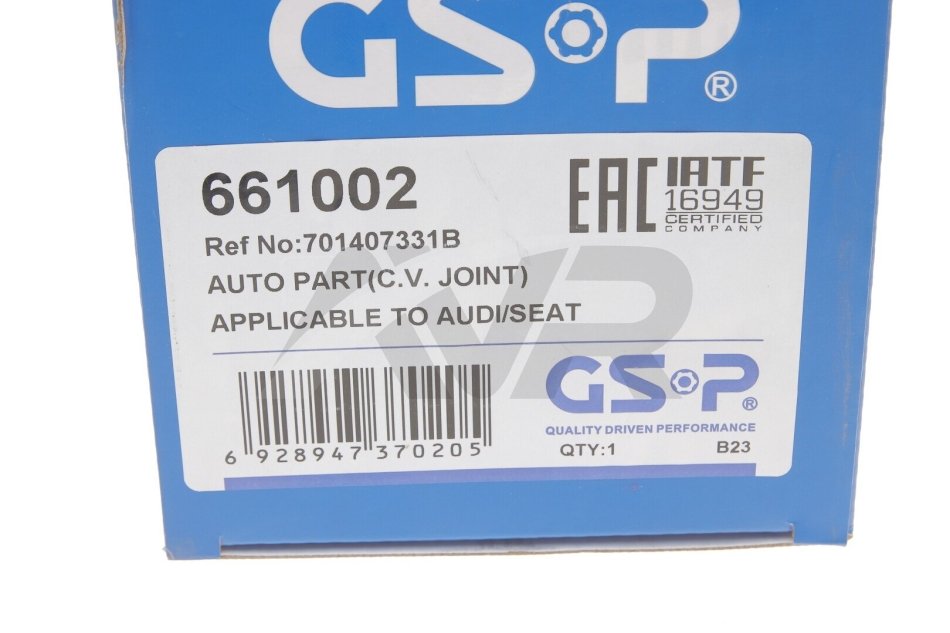 GSP®
661002
EAC
IATF
16949
CERTIFIED
COMPANY
Ref No:701407331B
AUTO PART(C.V. JOINT)
APPLICABLE TO AUDI/SEAT
GSP®
QUALITY DRIVEN PERFORMANCE
6 928947 370205
QTY:1 B23